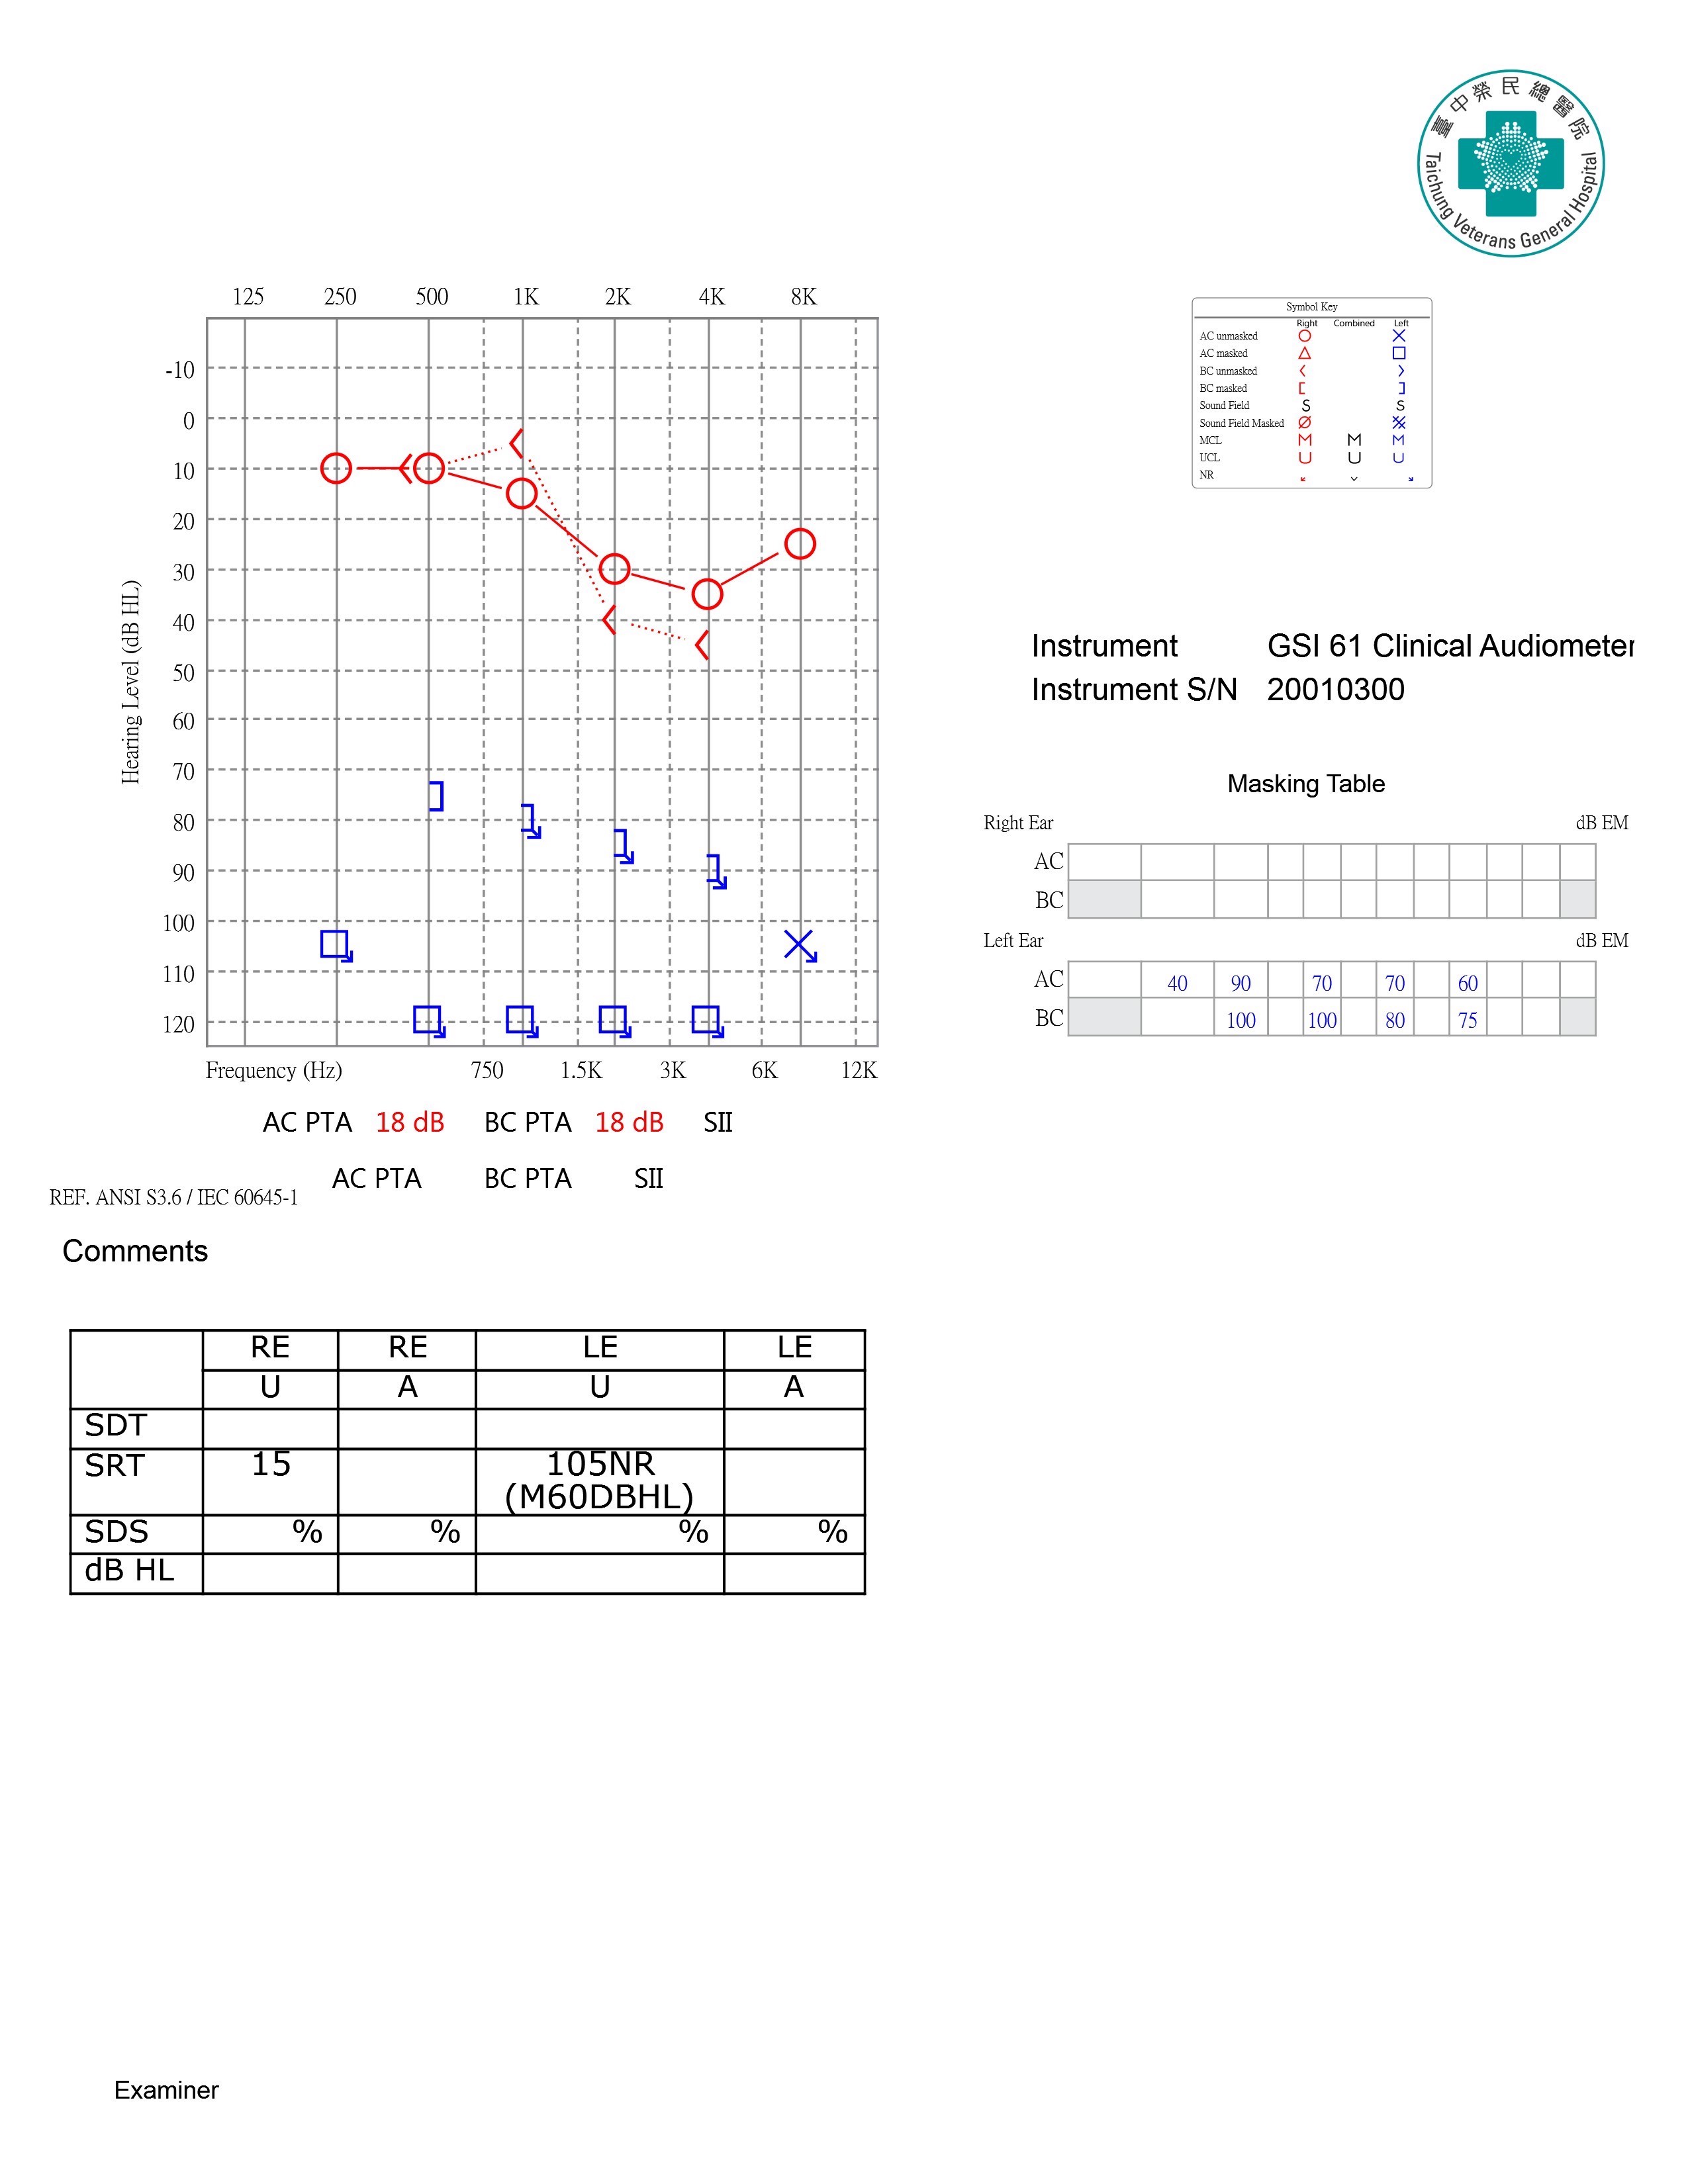 臺中榮民總醫院
Taichung Veterans General Hospital
125 250 500 1K 2K 4K 8K
Symbol Key
Right Combined Left
AC unmasked
AC masked
BC unmasked
BC masked
Sound Field S S
Sound Field Masked
MCL M M M
UCL U U U
NR
Hearing Level (dB HL)
-10
0
10
20
30
40
50
60
70
80
90
100
110
120
Frequency (Hz) 750 1.5K 3K 6K 12K
Instrument GSI 61 Clinical Audiometer
Instrument S/N 20010300
Masking Table
Right Ear dB EM
AC
BC
Left Ear dB EM
AC 40 90 70 70 60
BC 100 100 80 75
AC PTA 18 dB BC PTA 18 dB SII
AC PTA BC PTA SII
REF. ANSI S3.6 / IEC 60645-1
Comments
RE RE LE LE
U A U A
SDT
SRT 15 105NR
(M60DBHL)
SDS % % % %
dB HL
Examiner